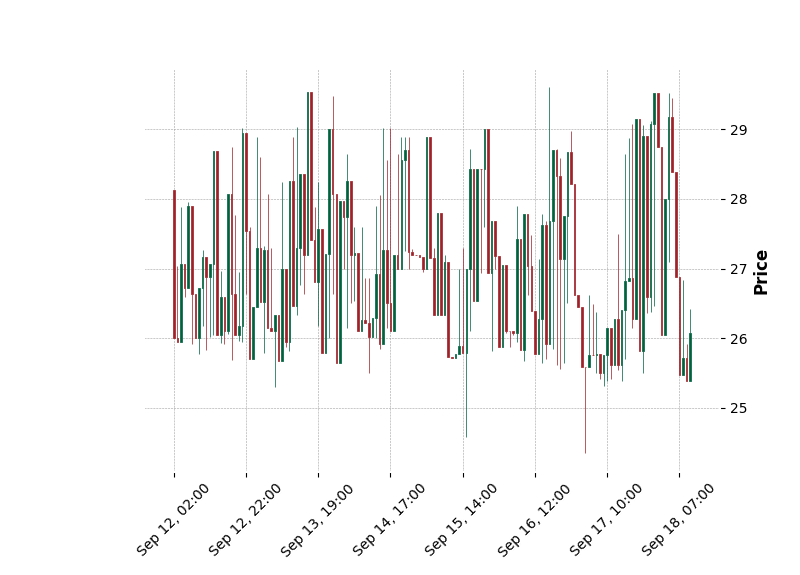 29
28
27
26
25
Price
Sep 12, 02:00
Sep 12, 22:00
Sep 13, 19:00
Sep 14, 17:00
Sep 15, 14:00
Sep 16, 12:00
Sep 17, 10:00
Sep 18, 07:00